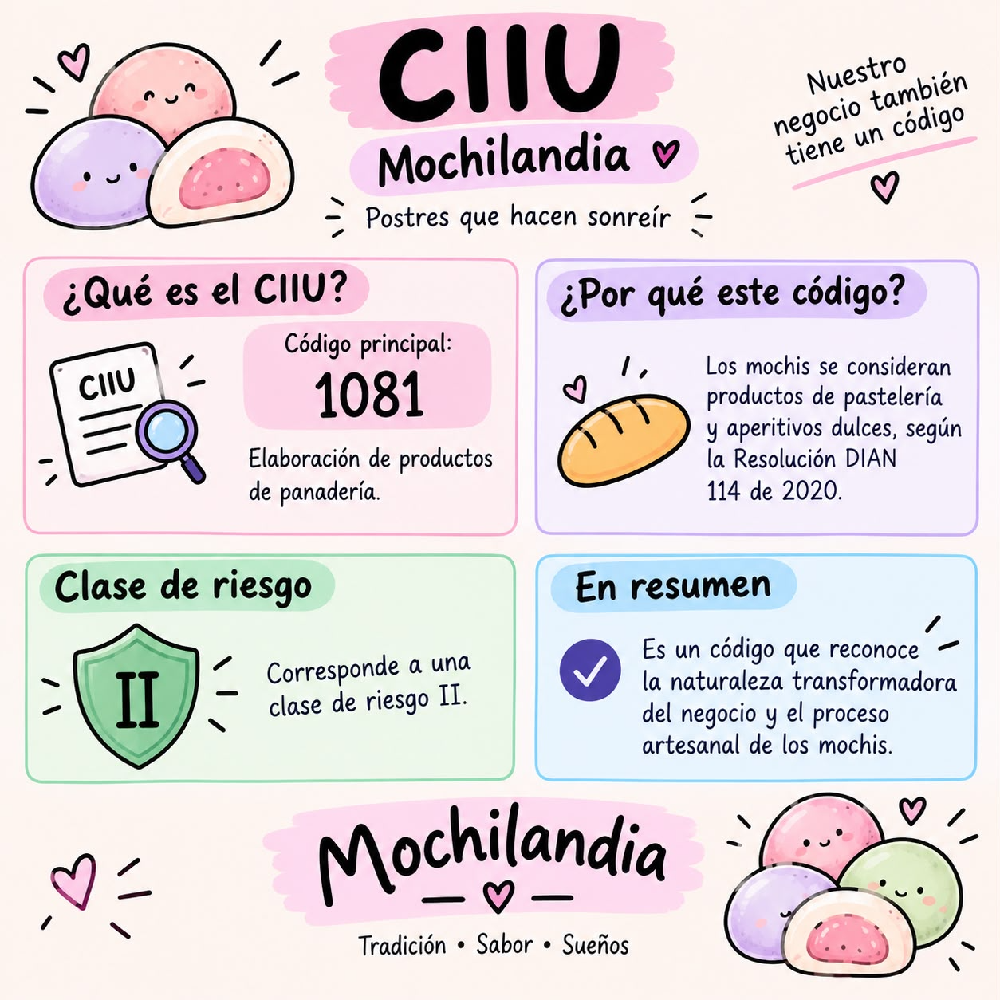 CIIU
Mochilandia
Postres que hacen sonreír
Nuestro
negocio también
tiene un código
¿Qué es el CIIU?
CIIU
Código principal:
1081
Elaboración de productos
de panadería.
¿Por qué este código?
Los mochis se consideran
productos de pastelería
y aperitivos dulces, según
la Resolución DIAN
114 de 2020.
Clase de riesgo
II
Corresponde a una
clase de riesgo II.
En resumen
Es un código que reconoce
la naturaleza transformadora
del negocio y el proceso
artesanal de los mochis.
Mochilandia
Tradición • Sabor • Sueños